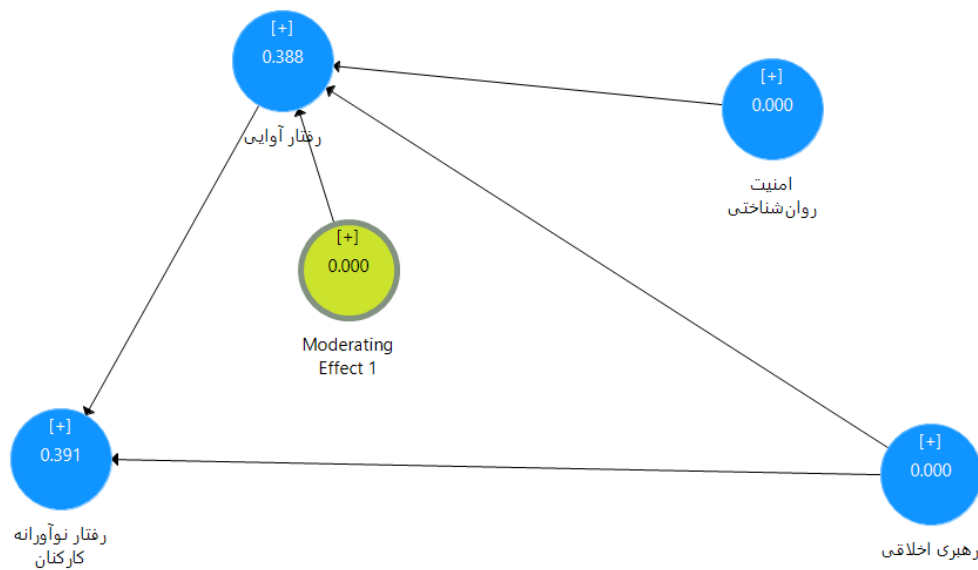 [+]
0.388
رفتار آوایی
[+]
0.000
امنیت
روان‌شناختی
[+]
0.000
Moderating
Effect 1
[+]
0.391
رفتار نوآورانه
کارکنان
[+]
0.000
رهبری اخلاقی